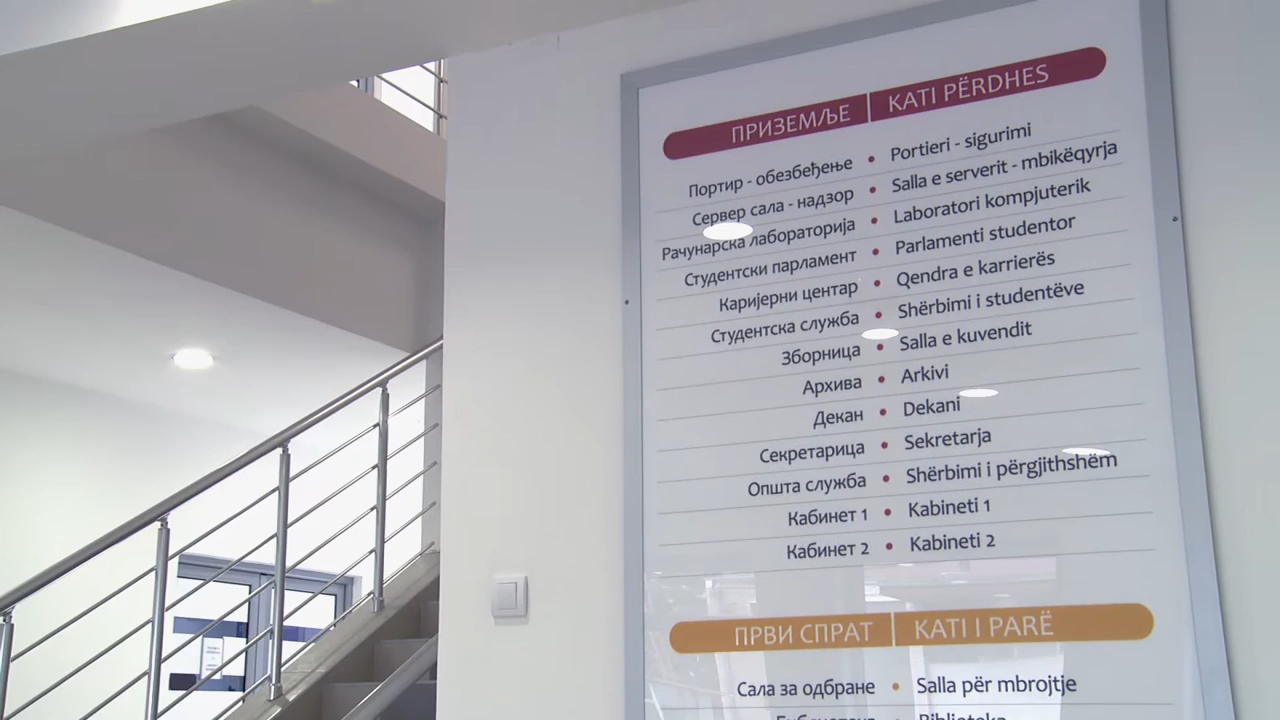 ПРИЗЕМЉЕ | KATI PËRDHES
Портир - обезбеђење • Portieri - sigurimi
Сервер сала - надзор • Salla e serverit - mbikëqyrja
Рачунарска лабораторија • Laboratori kompjuterik
Студентски парламент • Parlamenti studentor
Каријерни центар • Qendra e karrierës
Студентска служба • Shërbimi i studentëve
Зборница • Salla e kuvendit
Архива • Arkivi
Декан • Dekani
Секретарица • Sekretarja
Општа служба • Shërbimi i përgjithshëm
Кабинет 1 • Kabineti 1
Кабинет 2 • Kabineti 2
ПРВИ СПРАТ | KATI I PARË
Сала за одбране • Salla për mbrojtje